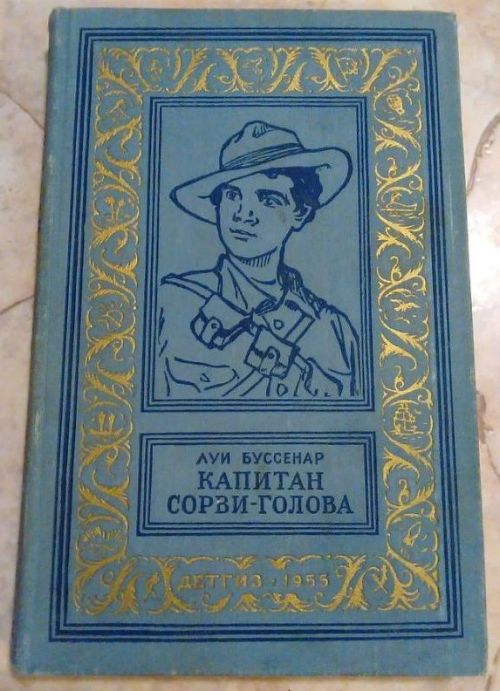 ЛУИ БУССЕНАР
КАПИТАН
СОРВИ-ГОЛОВА
ДЕТГИЗ · 1955